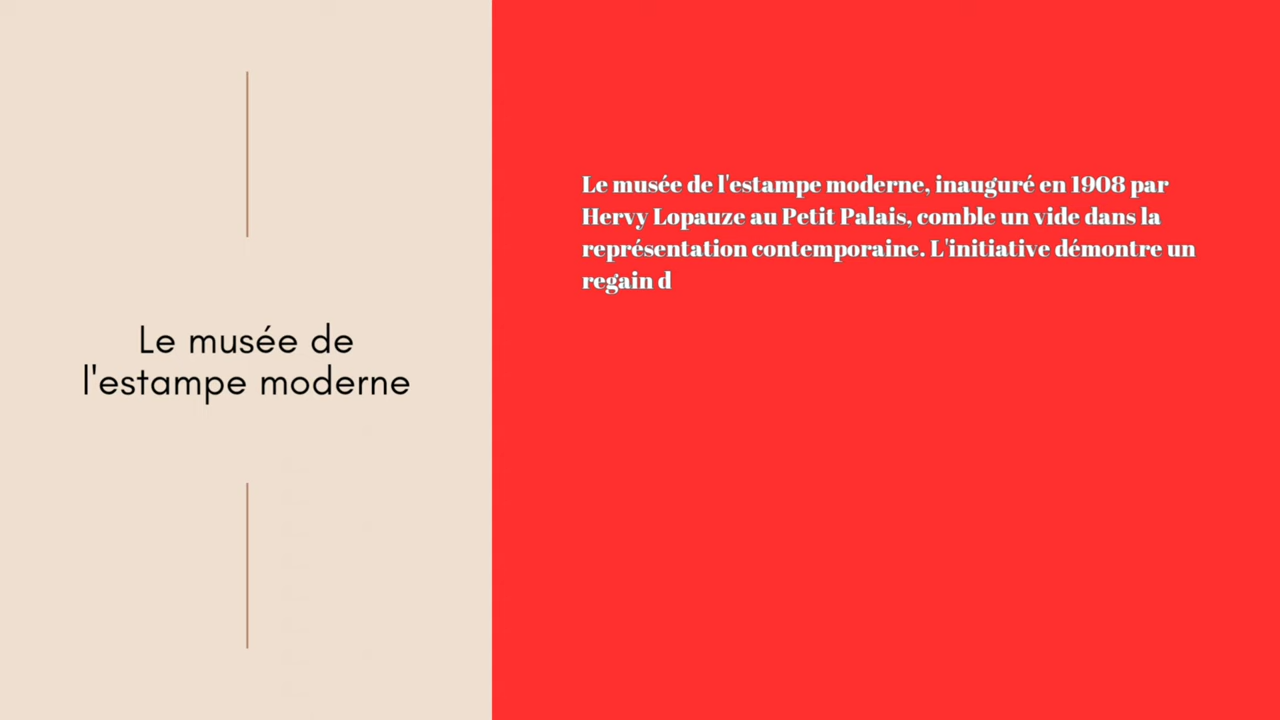 Le musée de
l'estampe moderne
Le musée de l'estampe moderne, inauguré en 1908 par
Hervy Lopauze au Petit Palais, comble un vide dans la
représentation contemporaine. L'initiative démontre un
regain d